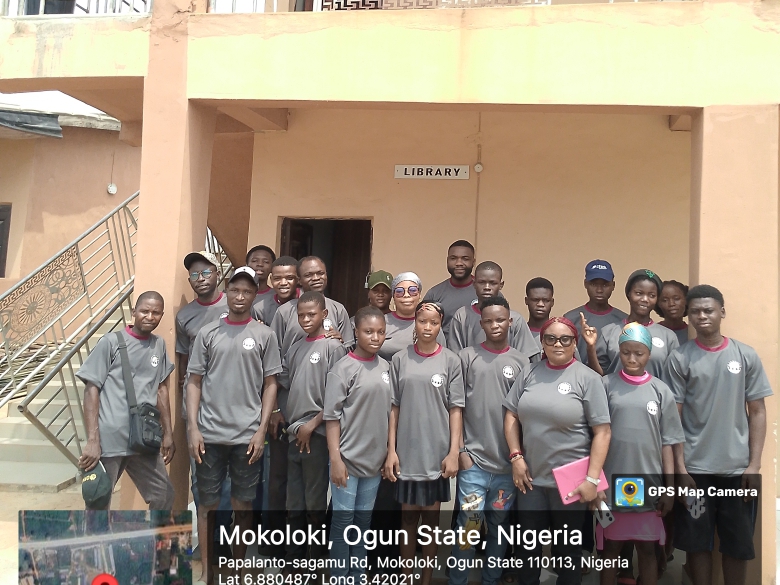 LIBRARY
GPS Map Camera
Mokoloki, Ogun State, Nigeria
Papalanto-sagamu Rd, Mokoloki, Ogun State 110113, Nigeria
Lat 6.880487° Long 3.42021°